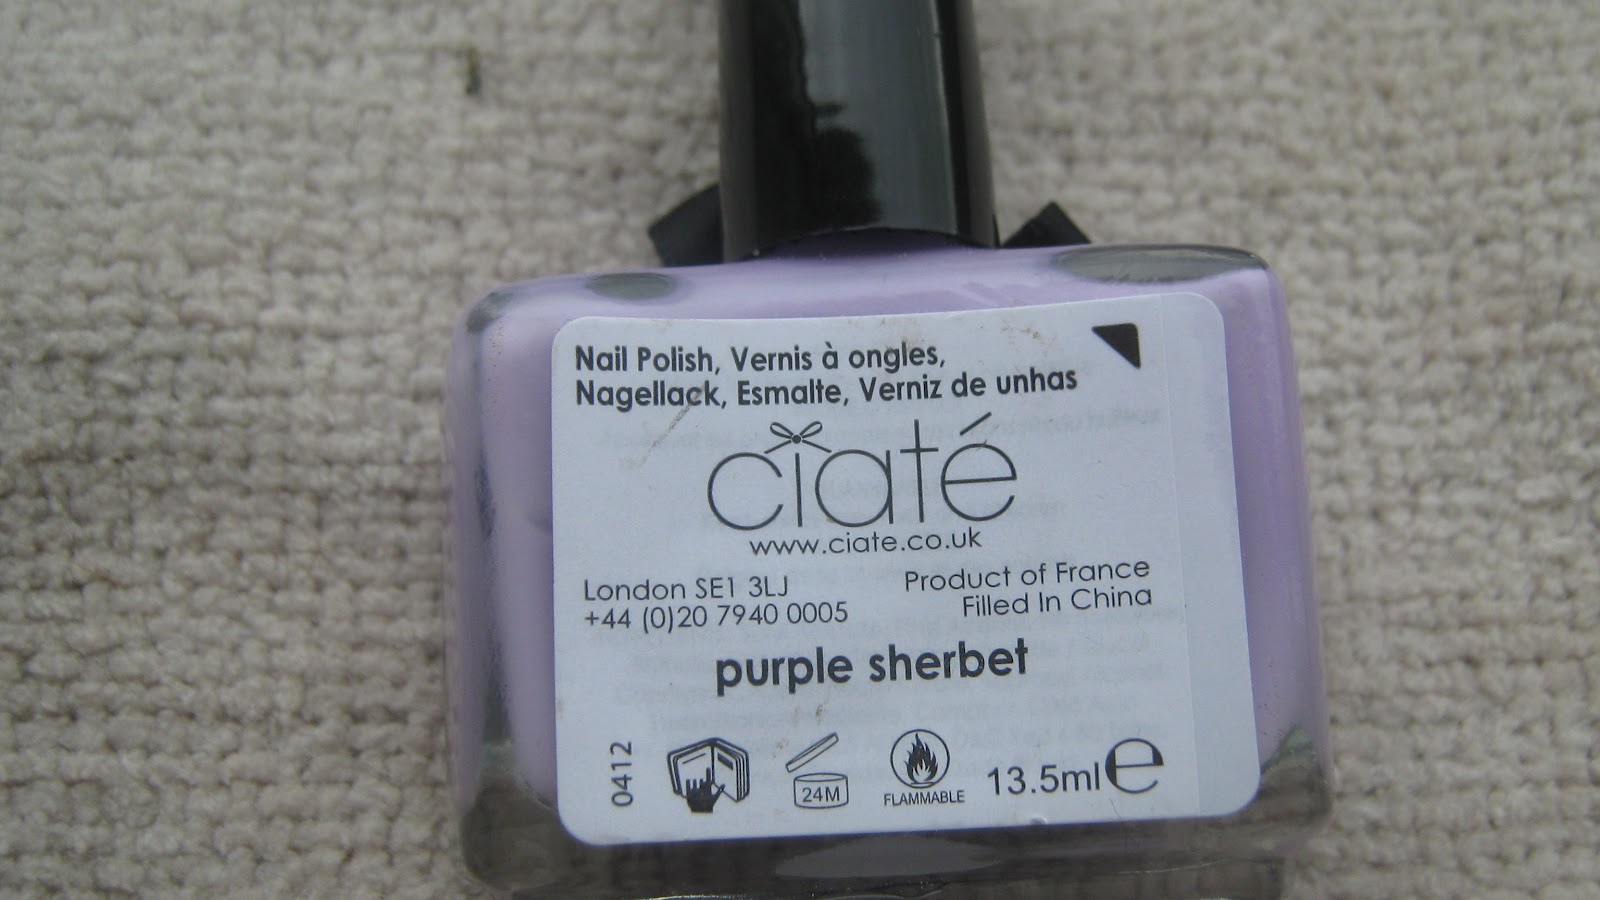 Nail Polish, Vernis à ongles,
Nagellack, Esmalte, Verniz de unhas
ciaté
www.ciate.co.uk
London SE1 3LJ
+44 (0)20 7940 0005
Product of France
Filled In China
purple sherbet
0412
24M
FLAMMABLE
13.5ml e